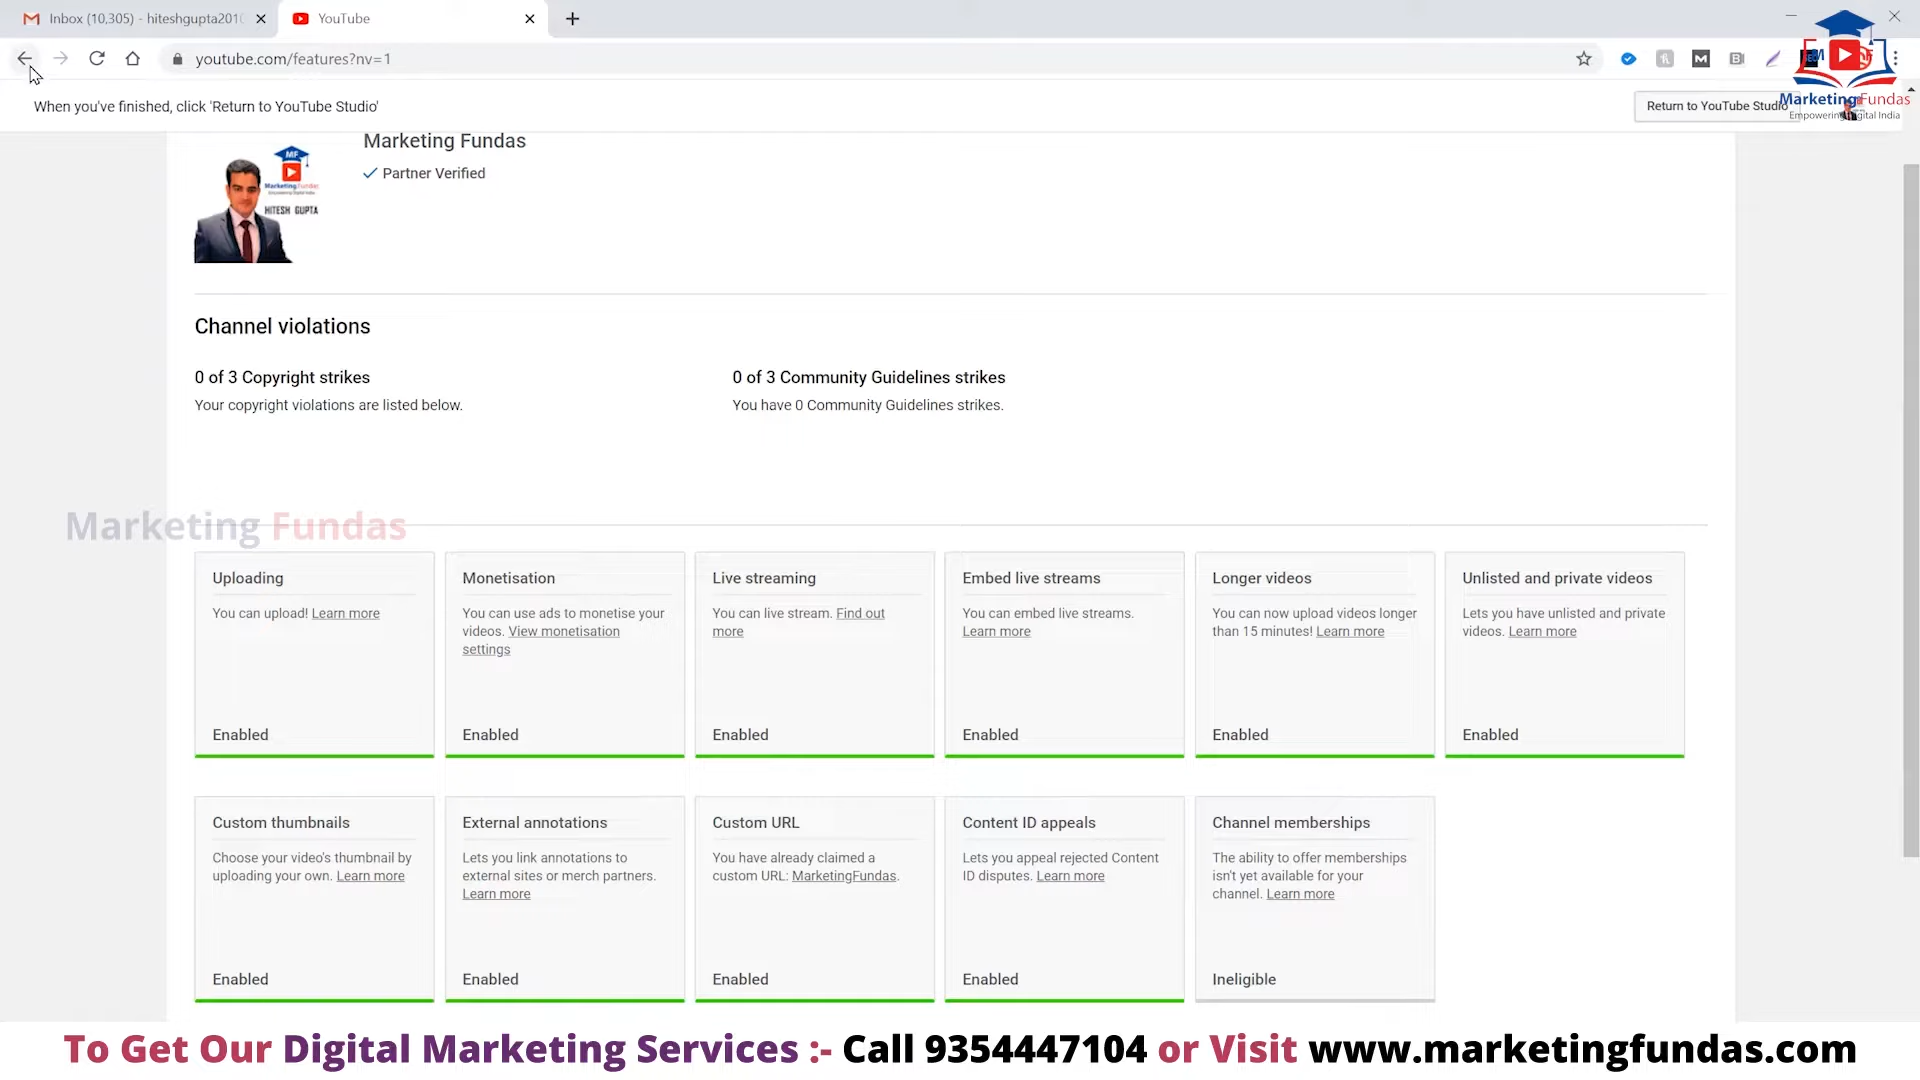 Inbox (10,305) - hiteshgupta2010
YouTube
youtube.com/features?nv=1
When you've finished, click 'Return to YouTube Studio'
Return to YouTube Studio
MarketingFundas
Empowering Digital India
Marketing Fundas
Partner Verified
MF
MarketingFundas
HITESH GUPTA
Channel violations
0 of 3 Copyright strikes
Your copyright violations are listed below.
0 of 3 Community Guidelines strikes
You have 0 Community Guidelines strikes.
Marketing Fundas
Uploading
You can upload! Learn more
Enabled
Monetisation
You can use ads to monetise your
videos. View monetisation
settings
Enabled
Live streaming
You can live stream. Find out
more
Enabled
Embed live streams
You can embed live streams.
Learn more
Enabled
Longer videos
You can now upload videos longer
than 15 minutes! Learn more
Enabled
Unlisted and private videos
Lets you have unlisted and private
videos. Learn more
Enabled
Custom thumbnails
Choose your video's thumbnail by
uploading your own. Learn more
Enabled
External annotations
Lets you link annotations to
external sites or merch partners.
Learn more
Enabled
Custom URL
You have already claimed a
custom URL: MarketingFundas.
Enabled
Content ID appeals
Lets you appeal rejected Content
ID disputes. Learn more
Enabled
Channel memberships
The ability to offer memberships
isn't yet available for your
channel. Learn more
Ineligible
To Get Our Digital Marketing Services :- Call 9354447104 or Visit www.marketingfundas.com